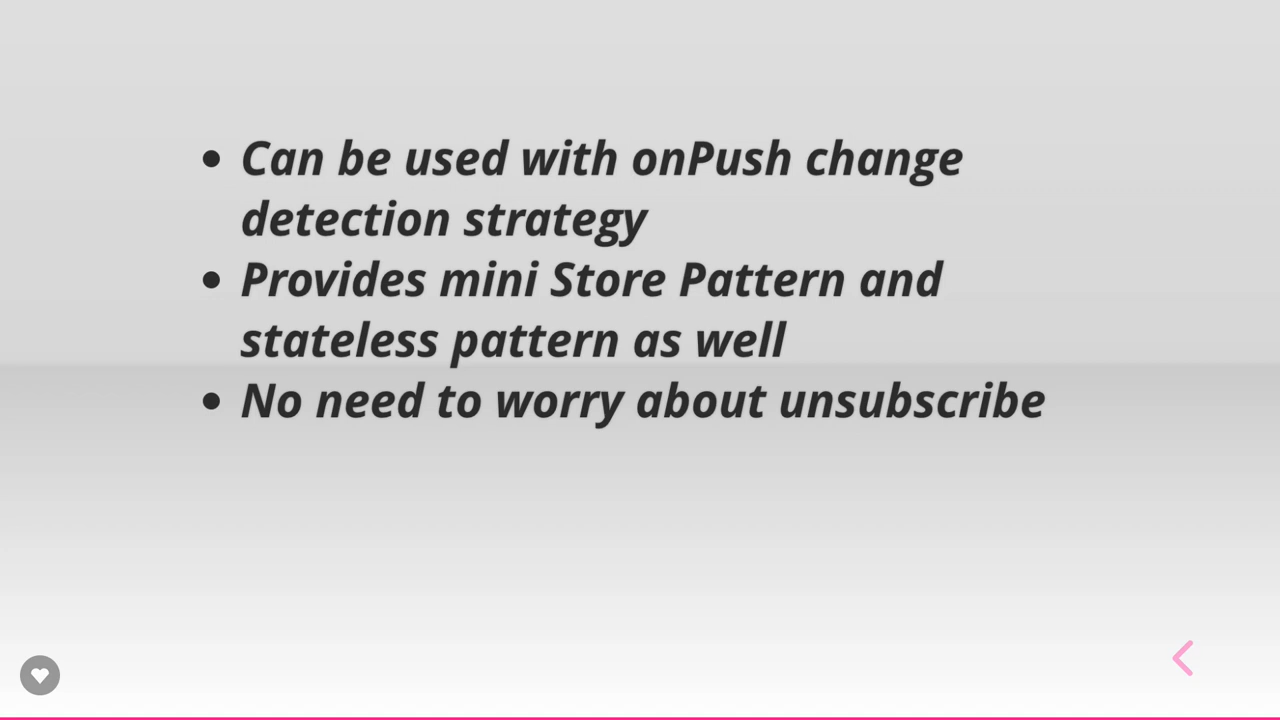 Can be used with onPush change
detection strategy
Provides mini Store Pattern and
stateless pattern as well
No need to worry about unsubscribe